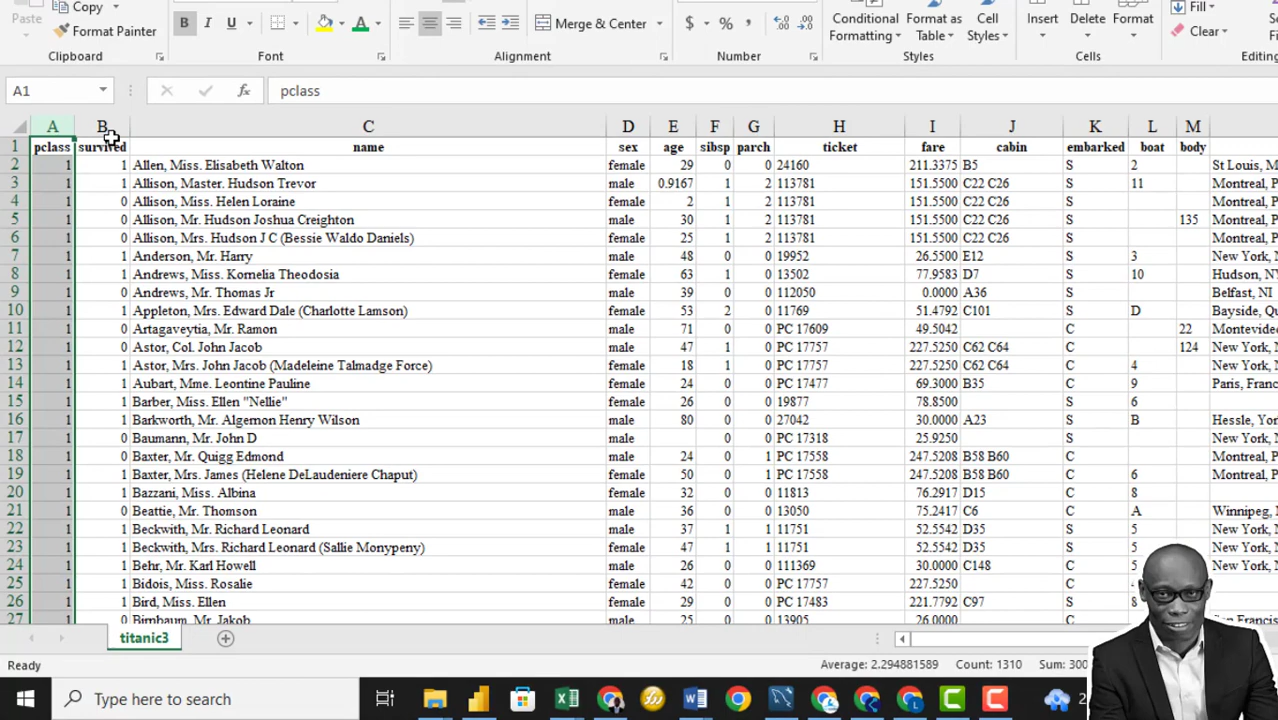 Copy
Paste
Format Painter
B I U A
Merge & Center
$ % ,
Conditional Formatting
Format as Table
Cell Styles
Insert Delete Format
Fill
Clear
Clipboard Font Alignment Number Styles Cells Editing
A1 fx pclass
A B C D E F G H I J K L M
1 pclass survived name sex age sibsp parch ticket fare cabin embarked boat body
2 1 1 Allen, Miss. Elisabeth Walton female 29 0 0 24160 211.3375 B5 S 2 St Louis, M
3 1 1 Allison, Master. Hudson Trevor male 0.9167 1 2 113781 151.5500 C22 C26 S 11 Montreal, P
4 1 0 Allison, Miss. Helen Loraine female 2 1 2 113781 151.5500 C22 C26 S Montreal, P
5 1 0 Allison, Mr. Hudson Joshua Creighton male 30 1 2 113781 151.5500 C22 C26 S 135 Montreal, P
6 1 0 Allison, Mrs. Hudson J C (Bessie Waldo Daniels) female 25 1 2 113781 151.5500 C22 C26 S Montreal, P
7 1 1 Anderson, Mr. Harry male 48 0 0 19952 26.5500 E12 S 3 New York, N
8 1 1 Andrews, Miss. Kornelia Theodosia female 63 1 0 13502 77.9583 D7 S 10 Hudson, NY
9 1 0 Andrews, Mr. Thomas Jr male 39 0 0 112050 0.0000 A36 S Belfast, NI
10 1 1 Appleton, Mrs. Edward Dale (Charlotte Lamson) female 53 2 0 11769 51.4792 C101 S D Bayside, Qu
11 1 0 Artagaveytia, Mr. Ramon male 71 0 0 PC 17609 49.5042 C 22 Montevideo
12 1 0 Astor, Col. John Jacob male 47 1 0 PC 17757 227.5250 C62 C64 C 124 New York, N
13 1 1 Astor, Mrs. John Jacob (Madeleine Talmadge Force) female 18 1 0 PC 17757 227.5250 C62 C64 C 4 New York, N
14 1 1 Aubart, Mme. Leontine Pauline female 24 0 0 PC 17477 69.3000 B35 C 9 Paris, Franc
15 1 1 Barber, Miss. Ellen "Nellie" female 26 0 0 19877 78.8500 S 6
16 1 1 Barkworth, Mr. Algernon Henry Wilson male 80 0 0 27042 30.0000 A23 S B Hessle, York
17 1 0 Baumann, Mr. John D male 0 0 PC 17318 25.9250 S New York, N
18 1 0 Baxter, Mr. Quigg Edmond male 24 0 1 PC 17558 247.5208 B58 B60 C Montreal, P
19 1 1 Baxter, Mrs. James (Helene DeLaudeniere Chaput) female 50 0 1 PC 17558 247.5208 B58 B60 C 6 Montreal, P
20 1 1 Bazzani, Miss. Albina female 32 0 0 11813 76.2917 D15 C 8
21 1 0 Beattie, Mr. Thomson male 36 0 0 13050 75.2417 C6 C A Winnipeg, N
22 1 1 Beckwith, Mr. Richard Leonard male 37 1 1 11751 52.5542 D35 S 5 New York, N
23 1 1 Beckwith, Mrs. Richard Leonard (Sallie Monypeny) female 47 1 1 11751 52.5542 D35 S 5 New York, N
24 1 1 Behr, Mr. Karl Howell male 26 0 0 111369 30.0000 C148 C 5 New York, N
25 1 1 Bidois, Miss. Rosalie female 42 0 0 PC 17757 227.5250 C
26 1 1 Bird, Miss. Ellen female 29 0 0 PC 17483 221.7792 C97 S 8
27 1 0 Birnbaum, Mr. Jakob male 25 0 0 13905 26.0000 C San Francis
titanic3
Ready Average: 2.294881589 Count: 1310 Sum: 300
Type here to search